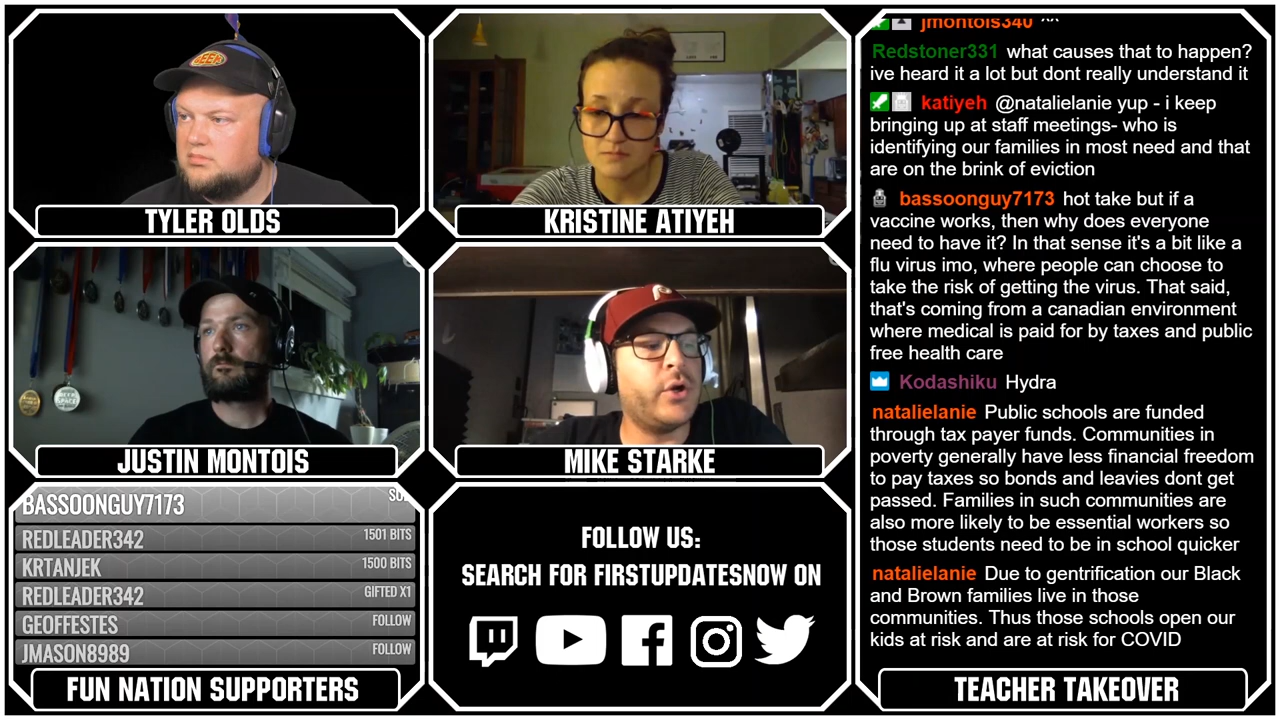 GEEK
TYLER OLDS
KRISTINE ATIYEH
JUSTIN MONTOIS
MIKE STARKE
BASSOONGUY7173
REDLEADER342 1501 BITS
KRTANJEK 1500 BITS
REDLEADER342 GIFTED X1
GEOFFESTES FOLLOW
JMASON8989 FOLLOW
FUN NATION SUPPORTERS
FOLLOW US:
SEARCH FOR FIRSTUPDATESNOW ON
jmontois340 ^^
Redstoner331 what causes that to happen?
ive heard it a lot but dont really understand it
katiyeh @natalielanie yup - i keep
bringing up at staff meetings- who is
identifying our families in most need and that
are on the brink of eviction
bassoonguy7173 hot take but if a
vaccine works, then why does everyone
need to have it? In that sense it's a bit like a
flu virus imo, where people can choose to
take the risk of getting the virus. That said,
that's coming from a canadian environment
where medical is paid for by taxes and public
free health care
Kodashiku Hydra
natalielanie Public schools are funded
through tax payer funds. Communities in
poverty generally have less financial freedom
to pay taxes so bonds and leavies dont get
passed. Families in such communities are
also more likely to be essential workers so
those students need to be in school quicker
natalielanie Due to gentrification our Black
and Brown families live in those
communities. Thus those schools open our
kids at risk and are at risk for COVID
TEACHER TAKEOVER